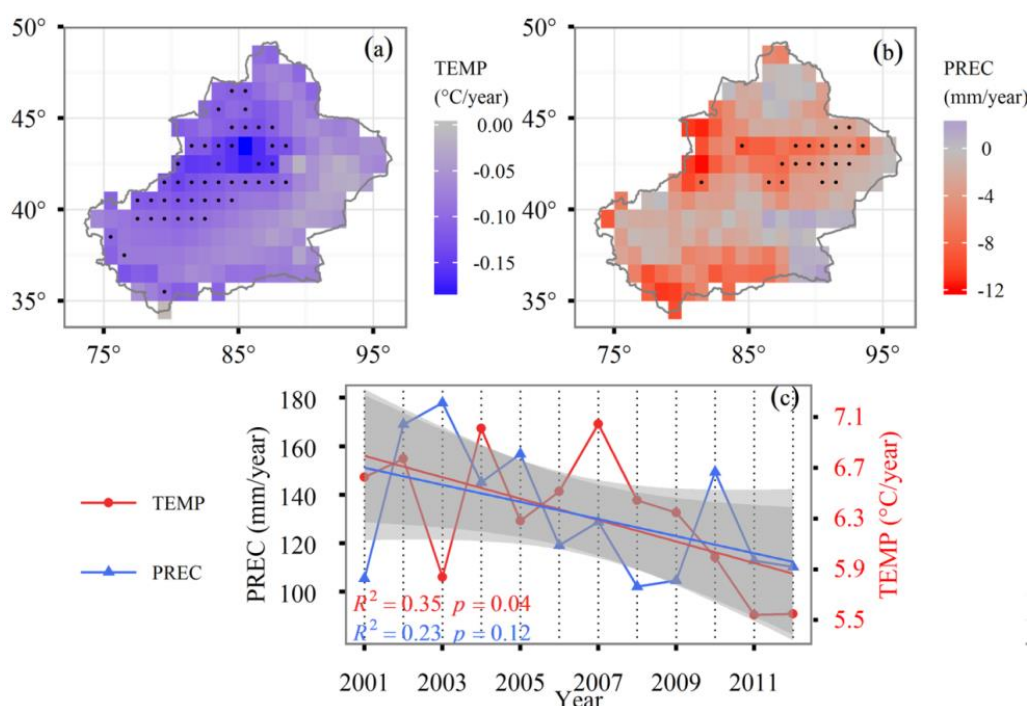 50°
45°
40°
35°
75°
85°
95°
(a)
TEMP
(°C/year)
0.00
-0.05
-0.10
-0.15
50°
45°
40°
35°
75°
85°
95°
(b)
PREC
(mm/year)
0
-4
-8
-12
(c)
TEMP
PREC
PREC (mm/year)
180
160
140
120
100
R² = 0.35 p = 0.04
R² = 0.23 p = 0.12
7.1
6.7
6.3
5.9
5.5
TEMP (°C/year)
2001
2003
2005
2007
2009
2011
Year